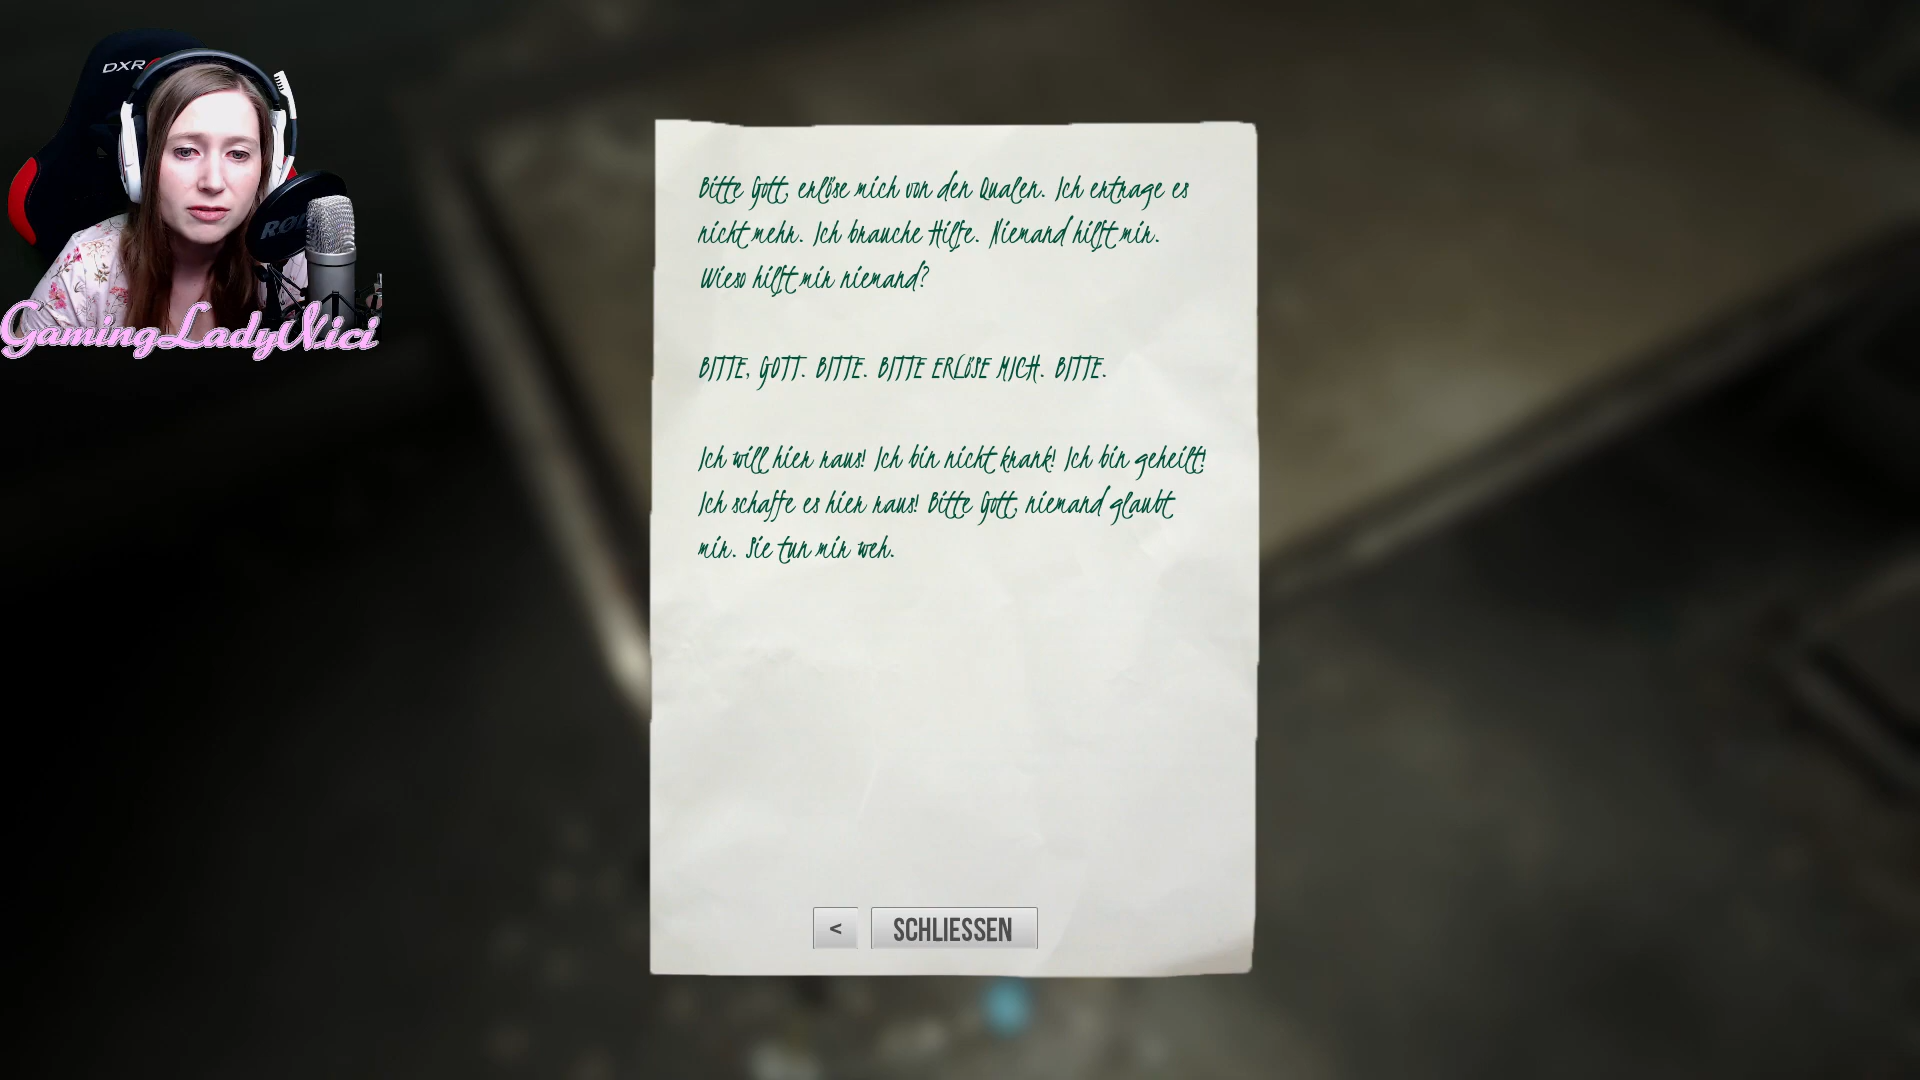 DXR
RØD
GamingLadyNici
Bitte Gott, erlöse mich von den Qualen. Ich ertrage es
nicht mehr. Ich brauche Hilfe. Niemand hilft mir.
Wieso hilft mir niemand?
BITTE, GOTT. BITTE. BITTE ERLÖSE MICH. BITTE.
Ich will hier raus! Ich bin nicht krank! Ich bin geheilt!
Ich schaffe es hier raus! Bitte Gott, niemand glaubt
mir. Sie tun mir weh.
< SCHLIESSEN